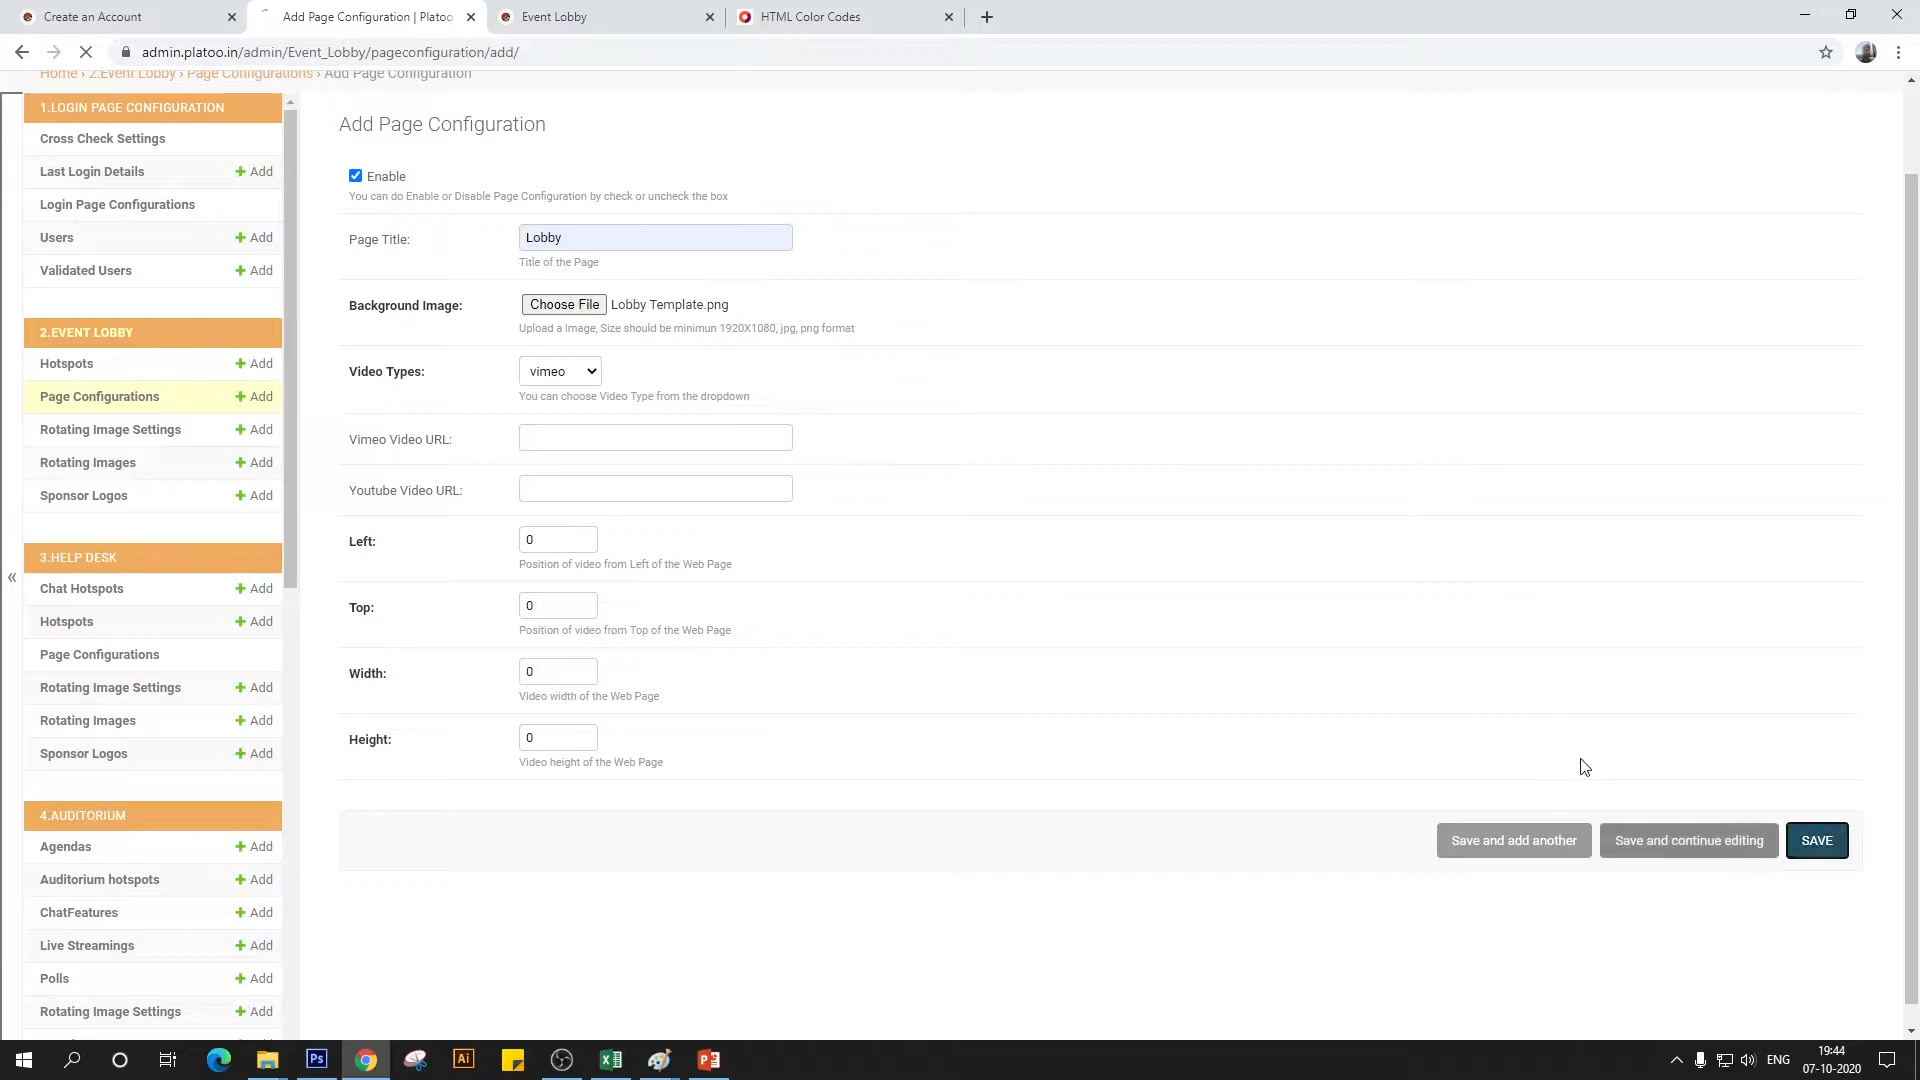 Create an Account
Add Page Configuration | Platoo
Event Lobby
HTML Color Codes
admin.platoo.in/admin/Event_Lobby/pageconfiguration/add/
Home › 2.Event Lobby › Page Configurations › Add Page Configuration
1.LOGIN PAGE CONFIGURATION
Cross Check Settings
Last Login Details Add
Login Page Configurations
Users Add
Validated Users Add
2.EVENT LOBBY
Hotspots Add
Page Configurations Add
Rotating Image Settings Add
Rotating Images Add
Sponsor Logos Add
3.HELP DESK
Chat Hotspots Add
Hotspots Add
Page Configurations
Rotating Image Settings Add
Rotating Images Add
Sponsor Logos Add
4.AUDITORIUM
Agendas Add
Auditorium hotspots Add
ChatFeatures Add
Live Streamings Add
Polls Add
Rotating Image Settings Add
«
Add Page Configuration
Enable
You can do Enable or Disable Page Configuration by check or uncheck the box
Page Title: Lobby
Title of the Page
Background Image: Choose File Lobby Template.png
Upload a Image, Size should be minimun 1920X1080, jpg, png format
Video Types: vimeo
You can choose Video Type from the dropdown
Vimeo Video URL:
Youtube Video URL:
Left: 0
Position of video from Left of the Web Page
Top: 0
Position of video from Top of the Web Page
Width: 0
Video width of the Web Page
Height: 0
Video height of the Web Page
Save and add another Save and continue editing SAVE
Ps
Ai
ENG
19:44
07-10-2020